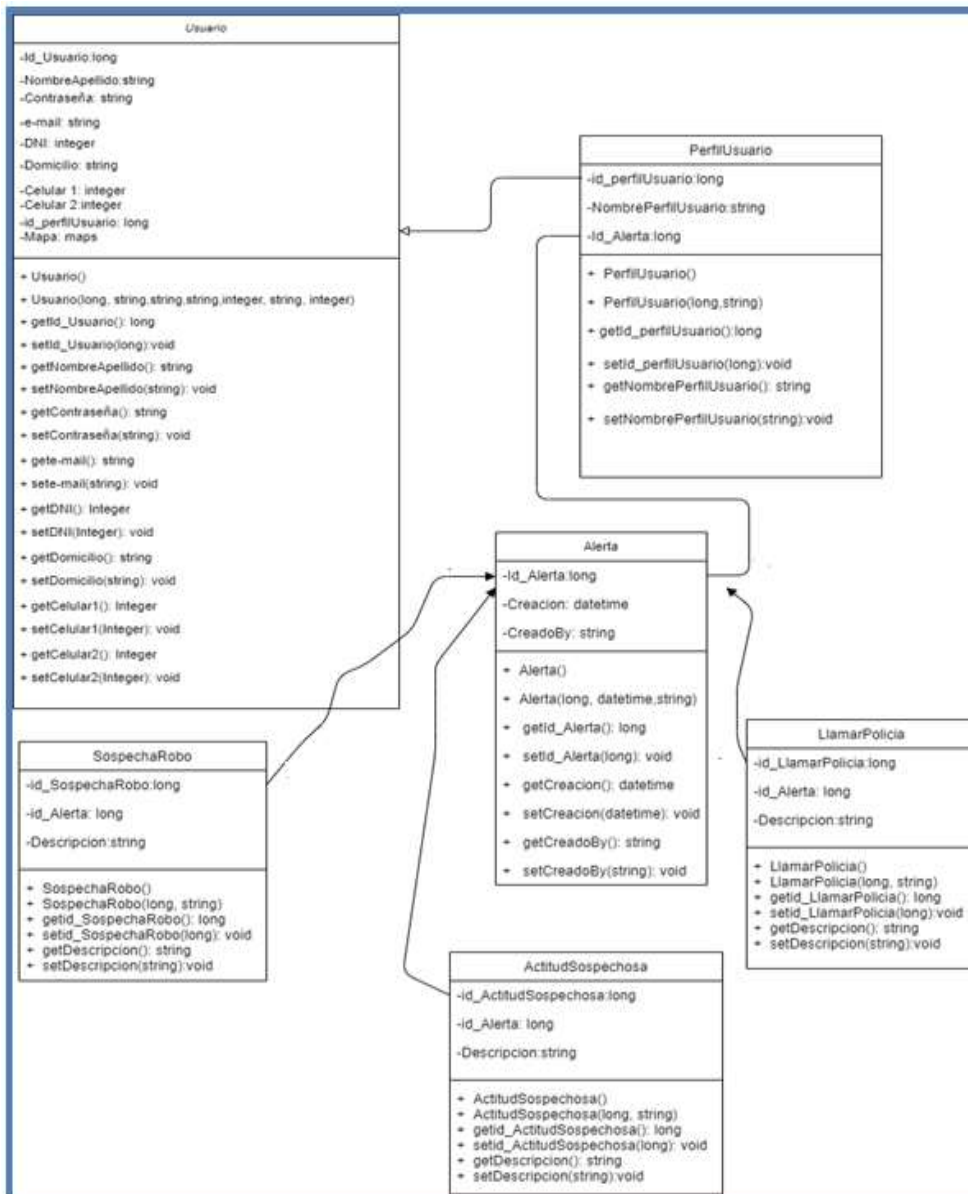 Usuario
-Id_Usuario:long
-NombreApellido:string
-Contraseña: string
-e-mail: string
-DNI: integer
-Domicilio: string
-Celular 1: integer
-Celular 2:integer
-id_perfilUsuario: long
-Mapa: maps
+ Usuario()
+ Usuario(long, string,string,string,integer, string, integer)
+ getId_Usuario(): long
+ setId_Usuario(long):void
+ getNombreApellido(): string
+ setNombreApellido(string): void
+ getContraseña(): string
+ setContraseña(string): void
+ gete-mail(): string
+ sete-mail(string): void
+ getDNI(): Integer
+ setDNI(Integer): void
+ getDomicilio(): string
+ setDomicilio(string): void
+ getCelular1(): Integer
+ setCelular1(Integer): void
+ getCelular2(): Integer
+ setCelular2(Integer): void
PerfilUsuario
-id_perfilUsuario:long
-NombrePerfilUsuario:string
-Id_Alerta:long
+ PerfilUsuario()
+ PerfilUsuario(long,string)
+ getId_perfilUsuario():long
+ setId_perfilUsuario(long):void
+ getNombrePerfilUsuario(): string
+ setNombrePerfilUsuario(string):void
Alerta
-Id_Alerta:long
-Creacion: datetime
-CreadoBy: string
+ Alerta()
+ Alerta(long, datetime,string)
+ getId_Alerta(): long
+ setId_Alerta(long): void
+ getCreacion(): datetime
+ setCreacion(datetime): void
+ getCreadoBy(): string
+ setCreadoBy(string): void
SospechaRobo
-id_SospechaRobo:long
-id_Alerta: long
-Descripcion:string
+ SospechaRobo()
+ SospechaRobo(long, string)
+ getid_SospechaRobo(): long
+ setid_SospechaRobo(long): void
+ getDescripcion(): string
+ setDescripcion(string):void
LlamarPolicia
-id_LlamarPolicia:long
-id_Alerta: long
-Descripcion:string
+ LlamarPolicia()
+ LlamarPolicia(long, string)
+ getid_LlamarPolicia(): long
+ setid_LlamarPolicia(long):void
+ getDescripcion(): string
+ setDescripcion(string):void
ActitudSospechosa
-id_ActitudSospechosa:long
-id_Alerta: long
-Descripcion:string
+ ActitudSospechosa()
+ ActitudSospechosa(long, string)
+ getid_ActitudSospechosa(): long
+ setid_ActitudSospechosa(long): void
+ getDescripcion(): string
+ setDescripcion(string):void